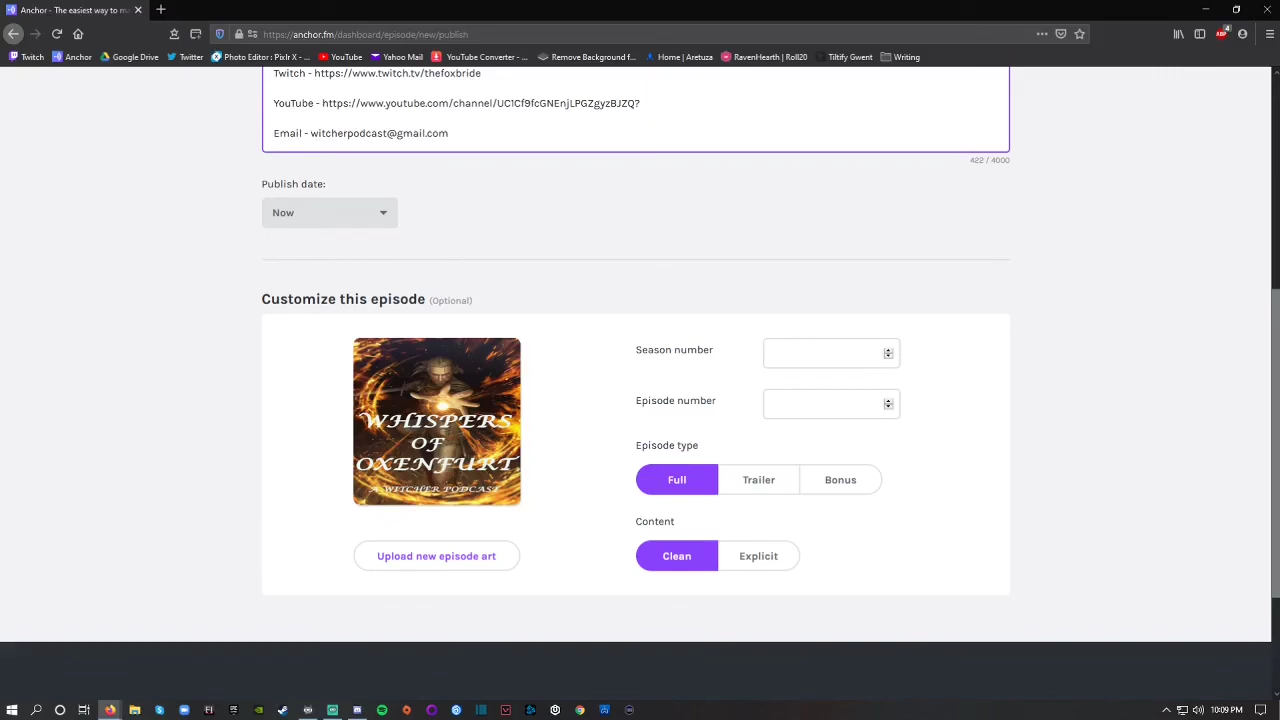 Anchor - The easiest way to ma
https://anchor.fm/dashboard/episode/new/publish
4
Twitch
Anchor
Google Drive
Twitter
Photo Editor : Pixlr X - ...
YouTube
Yahoo Mail
YouTube Converter - ...
Remove Background f...
Home | Aretuza
RavenHearth | Roll20
Tiltify Gwent
Writing
Twitch - https://www.twitch.tv/thefoxbride
YouTube - https://www.youtube.com/channel/UC1Cf9fcGNEnjLPGZgyzBJZQ?
Email - witcherpodcast@gmail.com
422 / 4000
Publish date:
Now
Customize this episode (Optional)
WHISPERS
OF
OXENFURT
A WITCHER PODCAST
Upload new episode art
Season number
Episode number
Episode type
Full
Trailer
Bonus
Content
Clean
Explicit
10:09 PM